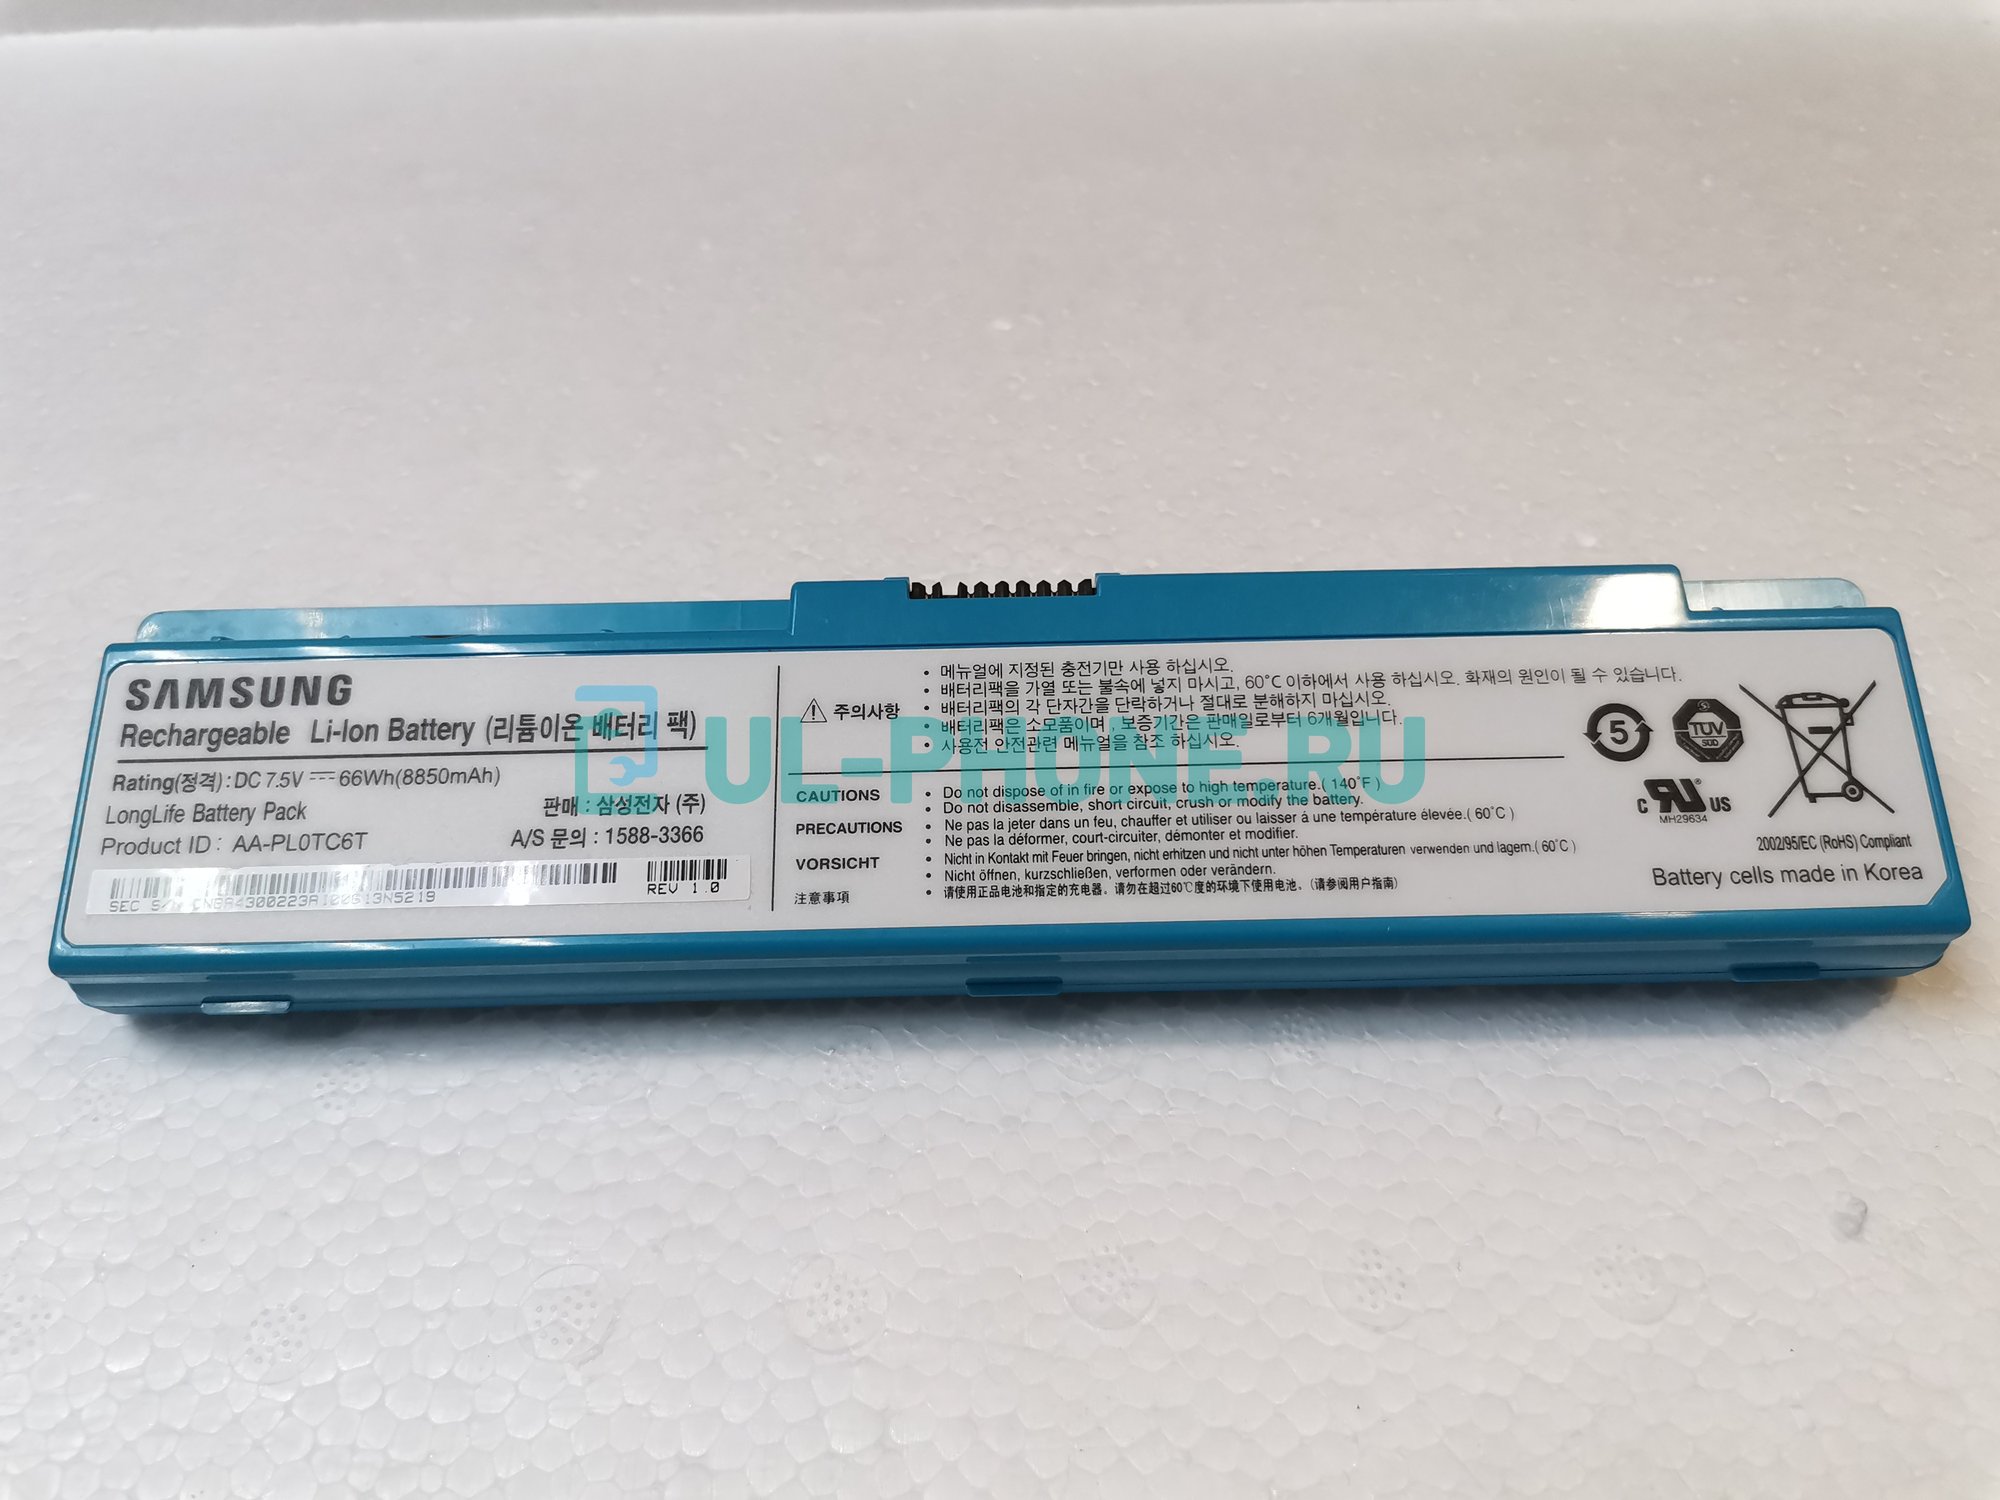 SAMSUNG
Rechargeable Li-Ion Battery (리튬이온 배터리 팩)
Rating(정격) : DC 7.5V ⎓ 66Wh(8850mAh)
LongLife Battery Pack
판매 : 삼성전자 (주)
Product ID : AA-PL0TC6T
A/S 문의 : 1588-3366
SEC S/N
REV 1.0
⚠ 주의사항
• 메뉴얼에 지정된 충전기만 사용 하십시오.
• 배터리팩을 가열 또는 불속에 넣지 마시고, 60°C 이하에서 사용 하십시오. 화재의 원인이 될 수 있습니다.
• 배터리팩의 각 단자간을 단락하거나 절대로 분해하지 마십시오.
• 배터리팩은 소모품이며 , 보증기간은 판매일로부터 6개월입니다.
• 사용전 안전관련 메뉴얼을 참조 하십시오.
CAUTIONS
• Do not dispose of in fire or expose to high temperature.( 140°F )
• Do not disassemble, short circuit, crush or modify the battery.
PRECAUTIONS
• Ne pas la jeter dans un feu, chauffer et utiliser ou laisser à une température élevée.( 60°C )
• Ne pas la déformer, court-circuiter, démonter et modifier.
VORSICHT
• Nicht in Kontakt mit Feuer bringen, nicht erhitzen und nicht unter höhen Temperaturen verwenden und lagern.( 60°C )
• Nicht öffnen, kurzschließen, verformen oder verändern.
注意事項
• 请使用正品电池和指定的充电器。请勿在超过60℃度的环境下使用电池。(请参阅用户指南)
5
TÜV
SÜD
C RU ® US
MH29634
2002/95/EC (RoHS) Compliant
Battery cells made in Korea
UL-PHONE.RU